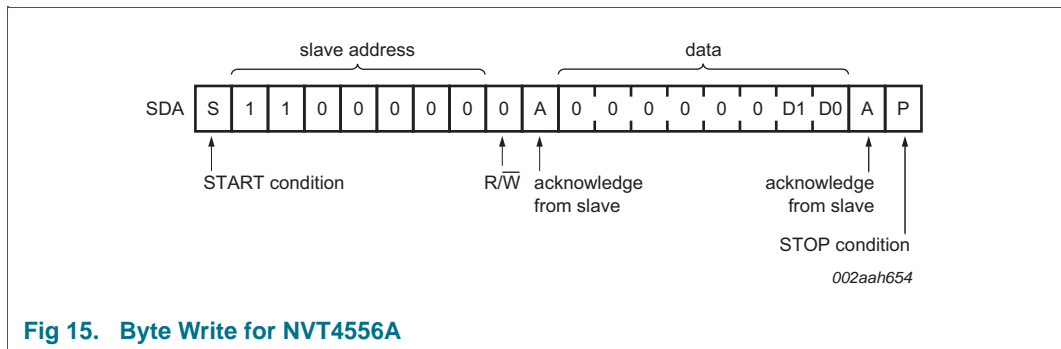 slave address data
SDA S 1 1 0 0 0 0 0 0 A 0 0 0 0 0 0 D1 D0 A P
START condition R/W̅ acknowledge from slave acknowledge from slave
STOP condition
002aah654
Fig 15. Byte Write for NVT4556A